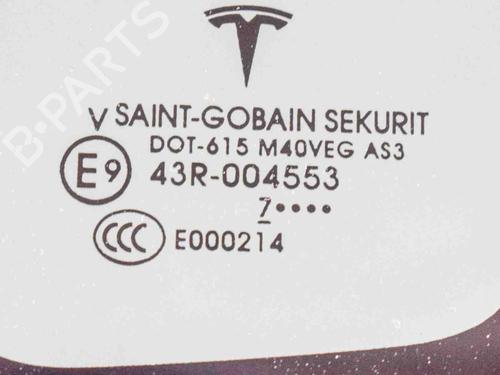 B-PARTS
V SAINT-GOBAIN SEKURIT
DOT-615 M40VEG AS3
E9 43R-004553
7••••
CCC E000214